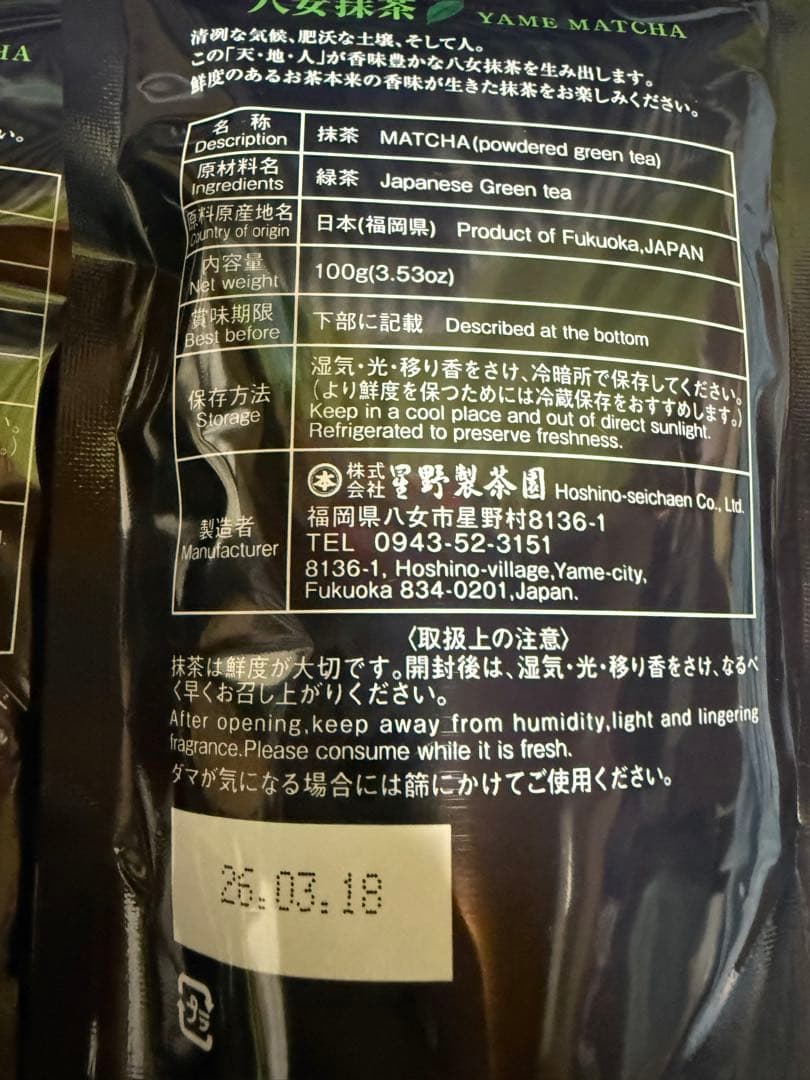 八女抹茶 YAME MATCHA
清冽な気候、肥沃な土壌、そして人。
この「天・地・人」が香味豊かな八女抹茶を生み出します。
鮮度のあるお茶本来の香味が生きた抹茶をお楽しみください。
名 称 抹茶 MATCHA(powdered green tea)
Description
原材料名 緑茶 Japanese Green tea
Ingredients
原料原産地名 日本(福岡県) Product of Fukuoka,JAPAN
Country of origin
内容量 100g(3.53oz)
Net weight
賞味期限 下部に記載 Described at the bottom
Best before
保存方法
Storage
湿気・光・移り香をさけ、冷暗所で保存してください。
(より鮮度を保つためには冷蔵保存をおすすめします。)
Keep in a cool place and out of direct sunlight.
Refrigerated to preserve freshness.
製造者
Manufacturer
本 株式会社 星野製茶園 Hoshino-seichaen Co., Ltd.
福岡県八女市星野村8136-1
TEL 0943-52-3151
8136-1, Hoshino-village,Yame-city,
Fukuoka 834-0201,Japan.
〈取扱上の注意〉
抹茶は鮮度が大切です。開封後は、湿気・光・移り香をさけ、なるべ
く早くお召し上がりください。
After opening,keep away from humidity,light and lingering
fragrance.Please consume while it is fresh.
ダマが気になる場合には篩にかけてご使用ください。
26.03.18
プラ
HA
い。